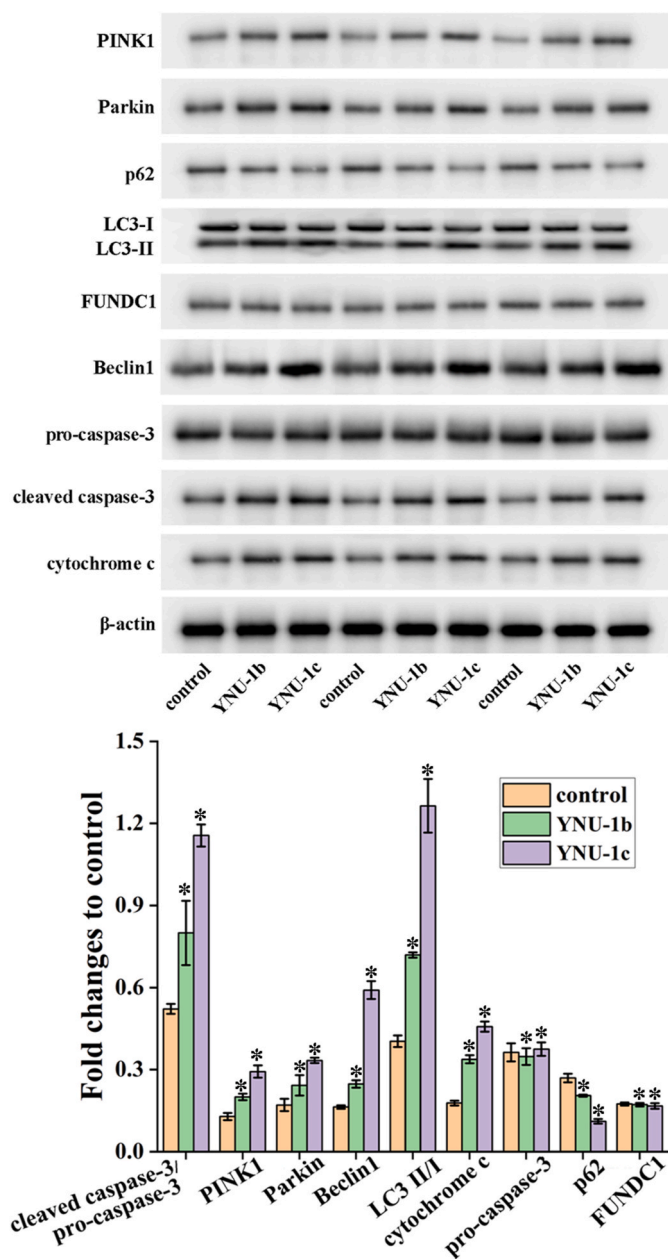 PINK1
Parkin
p62
LC3-I
LC3-II
FUNDC1
Beclin1
pro-caspase-3
cleaved caspase-3
cytochrome c
β-actin
control YNU-1b YNU-1c control YNU-1b YNU-1c control YNU-1b YNU-1c
Fold changes to control
1.5
1.2
0.9
0.6
0.3
0.0
control
YNU-1b
YNU-1c
* * * * * * * * * * * * * * * * * *
cleaved caspase-3/
pro-caspase-3
PINK1
Parkin
Beclin1
LC3 II/I
cytochrome c
pro-caspase-3
p62
FUNDC1